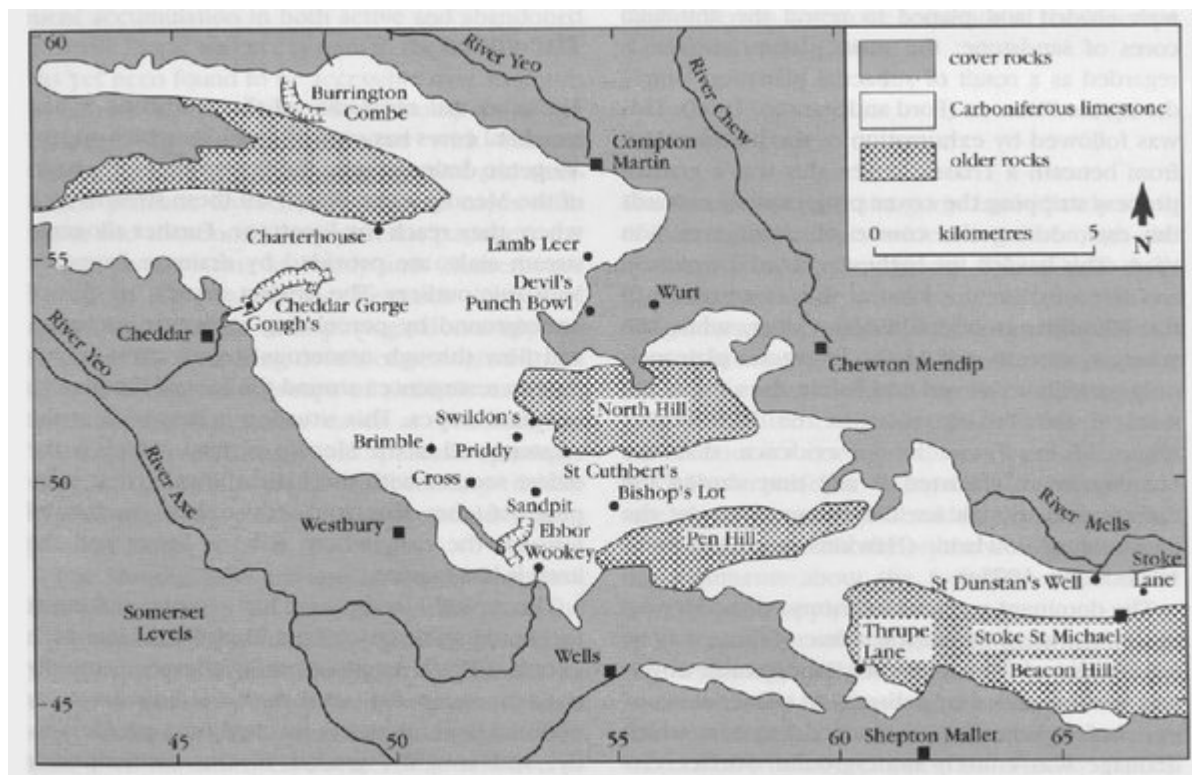 60
River Yeo
River Chew
cover rocks
Burrington
Combe
Carboniferous limestone
Compton
Martin
older rocks
0 kilometres 5
N
Charterhouse
Lamb Leer
55
Devil's
Punch Bowl
Wurt
Cheddar Gorge
Gough's
Cheddar
River Yeo
Chewton Mendip
Swildon's
North Hill
Brimble
Priddy
St Cuthbert's
Cross
50
Sandpit
Bishop's Lot
River Axe
Westbury
Ebbor
Wookey
Pen Hill
River Mells
Stoke
Lane
St Dunstan's Well
Somerset
Levels
Thrupe
Lane
Stoke St Michael
Wells
Beacon Hill
45
Shepton Mallet
45
50
55
60
65